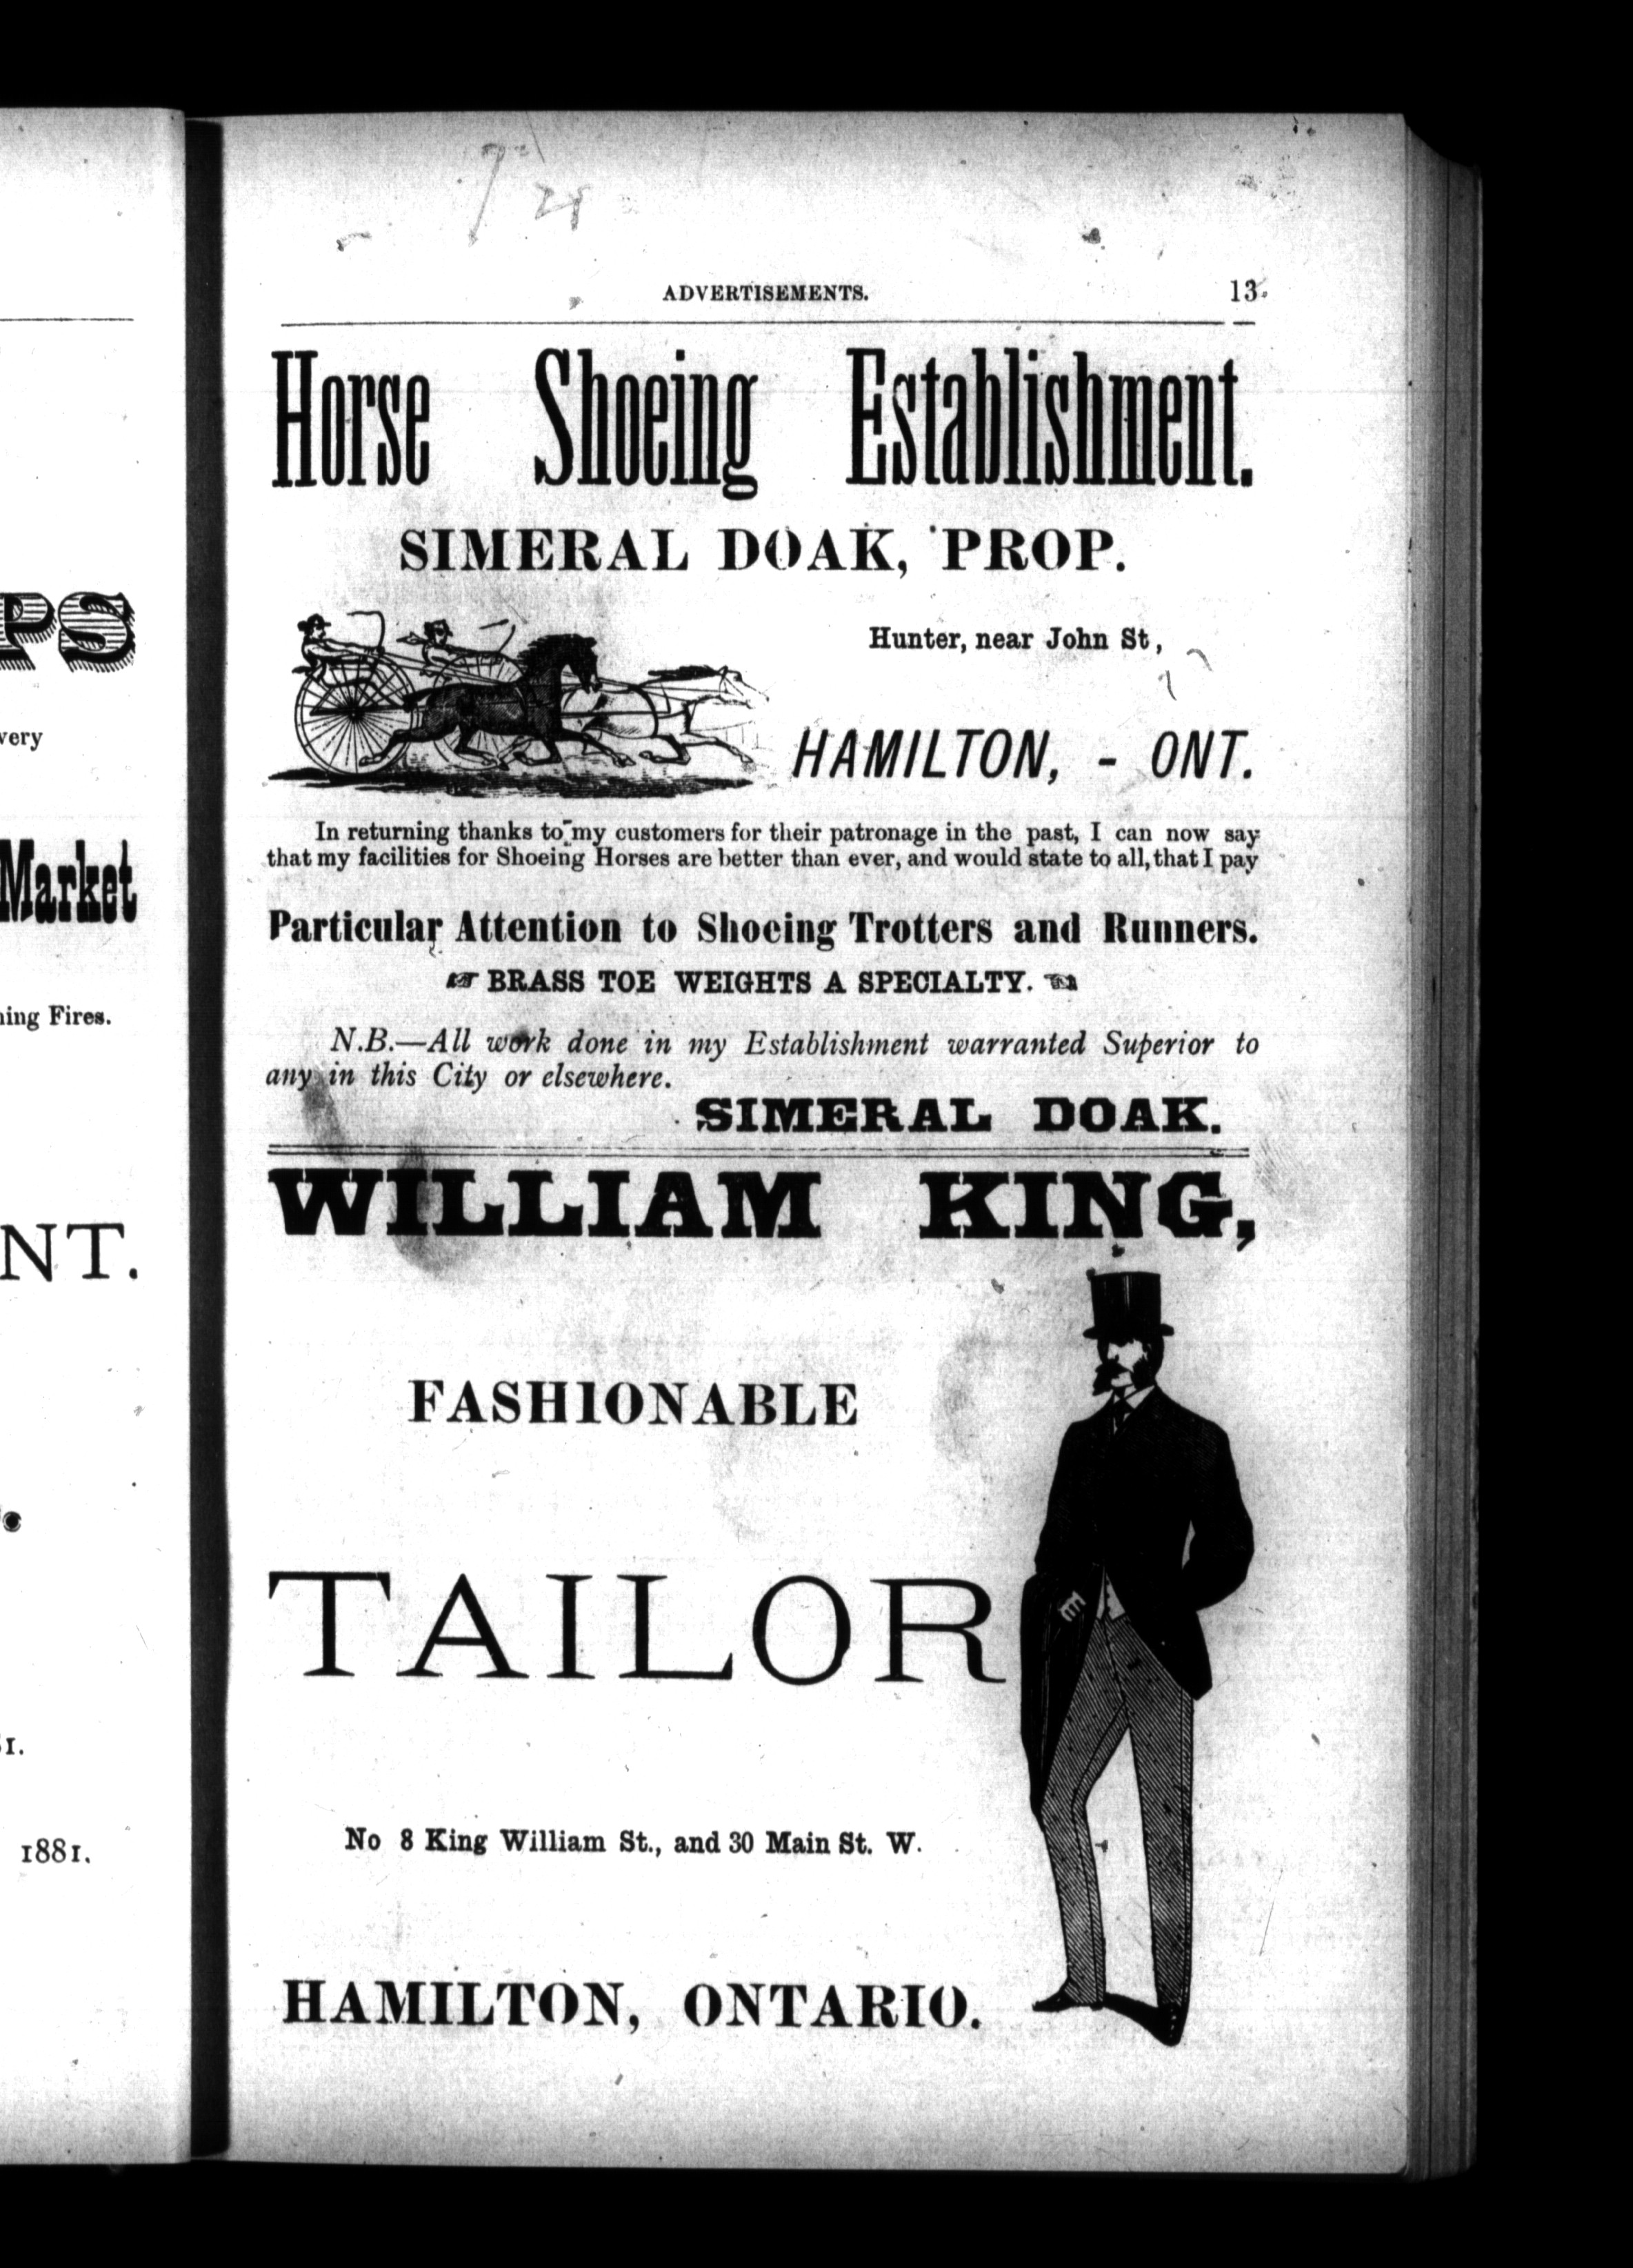 PS
very
Market
ning Fires.
NT.
1881.
ADVERTISEMENTS. 13
Horse Shoeing Establishment.
SIMERAL DOAK, PROP.
Hunter, near John St,
HAMILTON, - ONT.
In returning thanks to my customers for their patronage in the past, I can now say
that my facilities for Shoeing Horses are better than ever, and would state to all, that I pay
Particular Attention to Shoeing Trotters and Runners.
☞ BRASS TOE WEIGHTS A SPECIALTY. ☜
N.B.—All work done in my Establishment warranted Superior to
any in this City or elsewhere.
SIMERAL DOAK.
WILLIAM KING,
FASHIONABLE
TAILOR
No 8 King William St., and 30 Main St. W.
HAMILTON, ONTARIO.